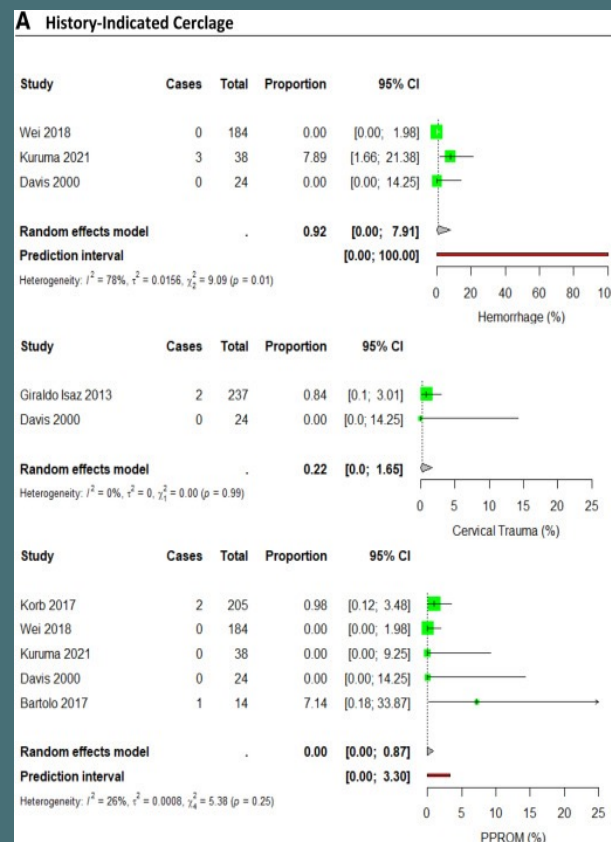 A History-Indicated Cerclage
Study Cases Total Proportion 95% CI
Wei 2018 0 184 0.00 [0.00; 1.98]
Kuruma 2021 3 38 7.89 [1.66; 21.38]
Davis 2000 0 24 0.00 [0.00; 14.25]
Random effects model . 0.92 [0.00; 7.91]
Prediction interval [0.00; 100.00]
Heterogeneity: I² = 78%, τ² = 0.0156, χ²₂ = 9.09 (p = 0.01)
0 20 40 60 80 100
Hemorrhage (%)
Study Cases Total Proportion 95% CI
Giraldo Isaz 2013 2 237 0.84 [0.1; 3.01]
Davis 2000 0 24 0.00 [0.0; 14.25]
Random effects model . 0.22 [0.0; 1.65]
Heterogeneity: I² = 0%, τ² = 0, χ²₁ = 0.00 (p = 0.99)
0 5 10 15 20 25
Cervical Trauma (%)
Study Cases Total Proportion 95% CI
Korb 2017 2 205 0.98 [0.12; 3.48]
Wei 2018 0 184 0.00 [0.00; 1.98]
Kuruma 2021 0 38 0.00 [0.00; 9.25]
Davis 2000 0 24 0.00 [0.00; 14.25]
Bartolo 2017 1 14 7.14 [0.18; 33.87]
Random effects model . 0.00 [0.00; 0.87]
Prediction interval [0.00; 3.30]
Heterogeneity: I² = 26%, τ² = 0.0008, χ²₄ = 5.38 (p = 0.25)
0 5 10 15 20 25
PPROM (%)